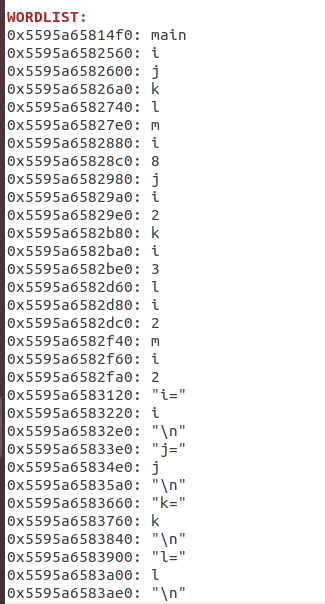 WORDLIST:
0x5595a65814f0: main
0x5595a6582560: i
0x5595a6582600: j
0x5595a65826a0: k
0x5595a6582740: l
0x5595a65827e0: m
0x5595a6582880: i
0x5595a65828c0: 8
0x5595a6582980: j
0x5595a65829a0: i
0x5595a65829e0: 2
0x5595a6582b80: k
0x5595a6582ba0: i
0x5595a6582be0: 3
0x5595a6582d60: l
0x5595a6582d80: i
0x5595a6582dc0: 2
0x5595a6582f40: m
0x5595a6582f60: i
0x5595a6582fa0: 2
0x5595a6583120: "i="
0x5595a6583220: i
0x5595a65832e0: "\n"
0x5595a65833e0: "j="
0x5595a65834e0: j
0x5595a65835a0: "\n"
0x5595a6583660: "k="
0x5595a6583760: k
0x5595a6583840: "\n"
0x5595a6583900: "l="
0x5595a6583a00: l
0x5595a6583ae0: "\n"